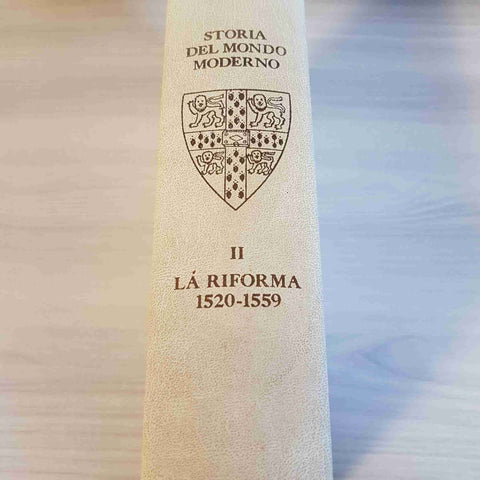 STORIA
DEL MONDO
MODERNO
II
LÁ RIFORMA
1520-1559